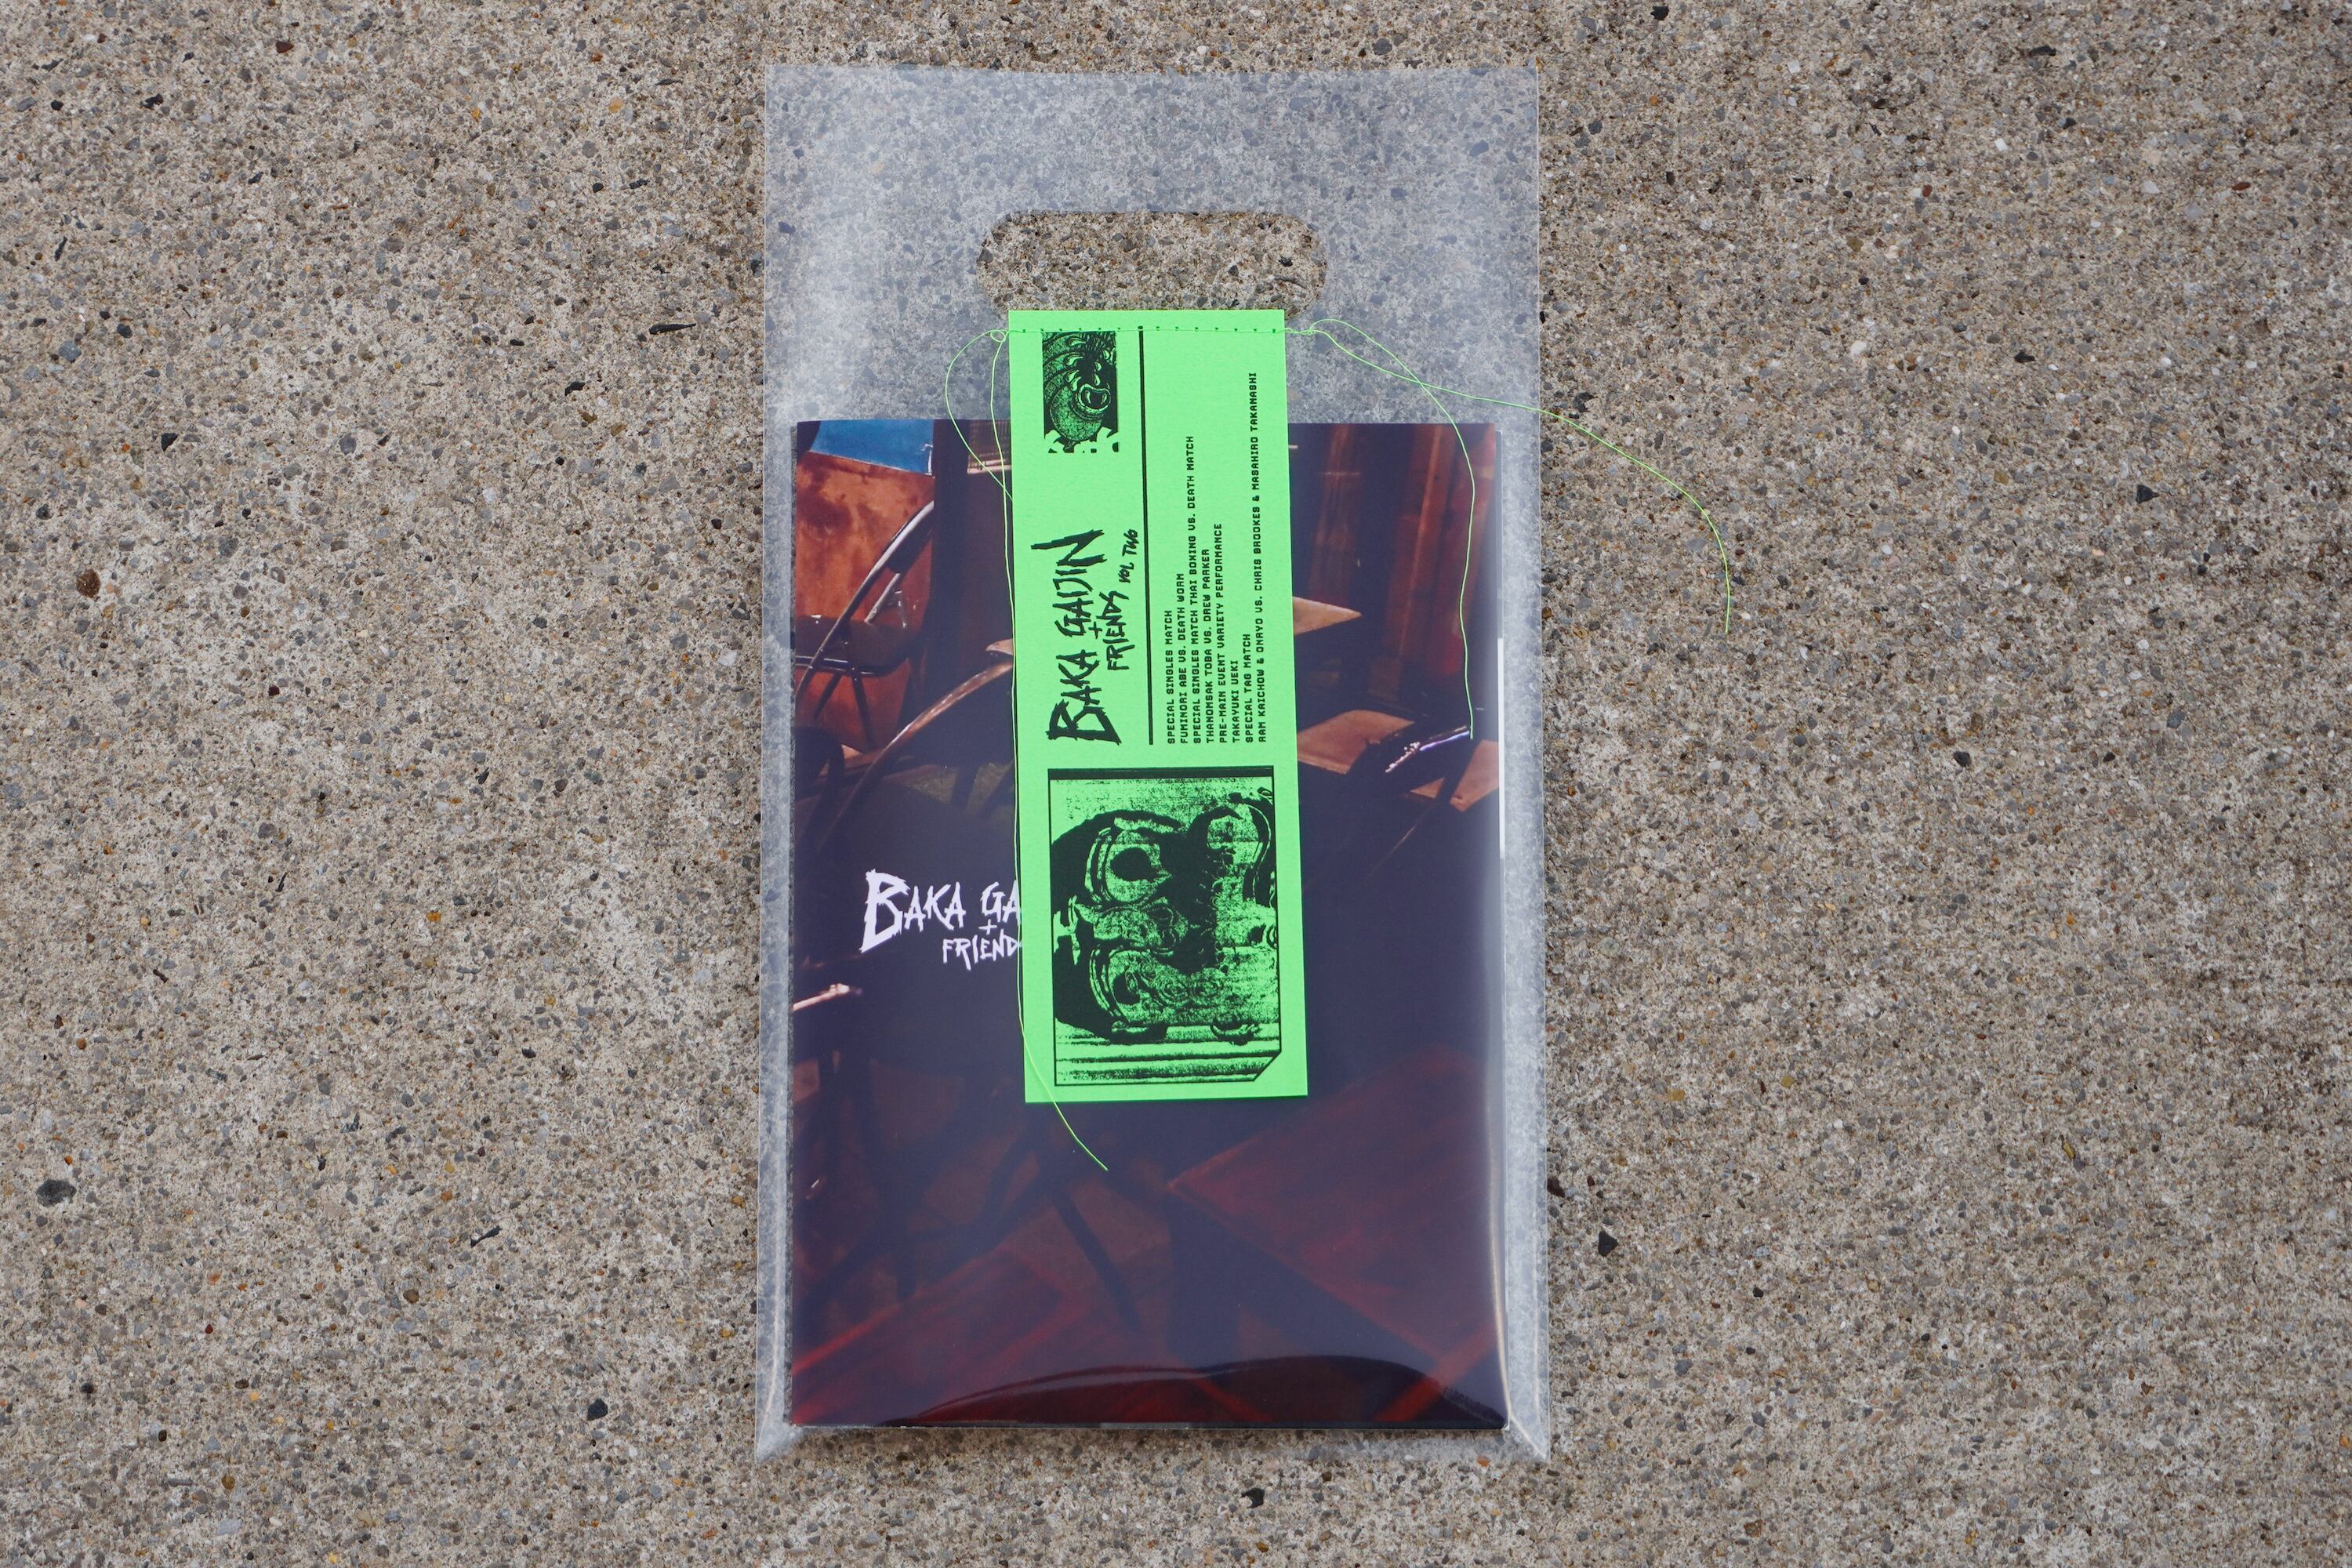 BAKA GAIJIN
+
FRIENDS VOL TWO
SPECIAL SINGLES MATCH
FUMINORI ABE VS. DEATH WORM
SPECIAL SINGLES MATCH THAI BOXING VS. DEATH MATCH
THANOMSAK TOBA VS. DREW PARKER
PRE-MAIN EVENT VARIETY PERFORMANCE
TAKAYUKI UEKI
SPECIAL TAG MATCH
RAM KAICHOW & ONRYO VS. CHRIS BROOKES & MASAHIRO TAKANASHI
BAKA GA
+
FRIEND